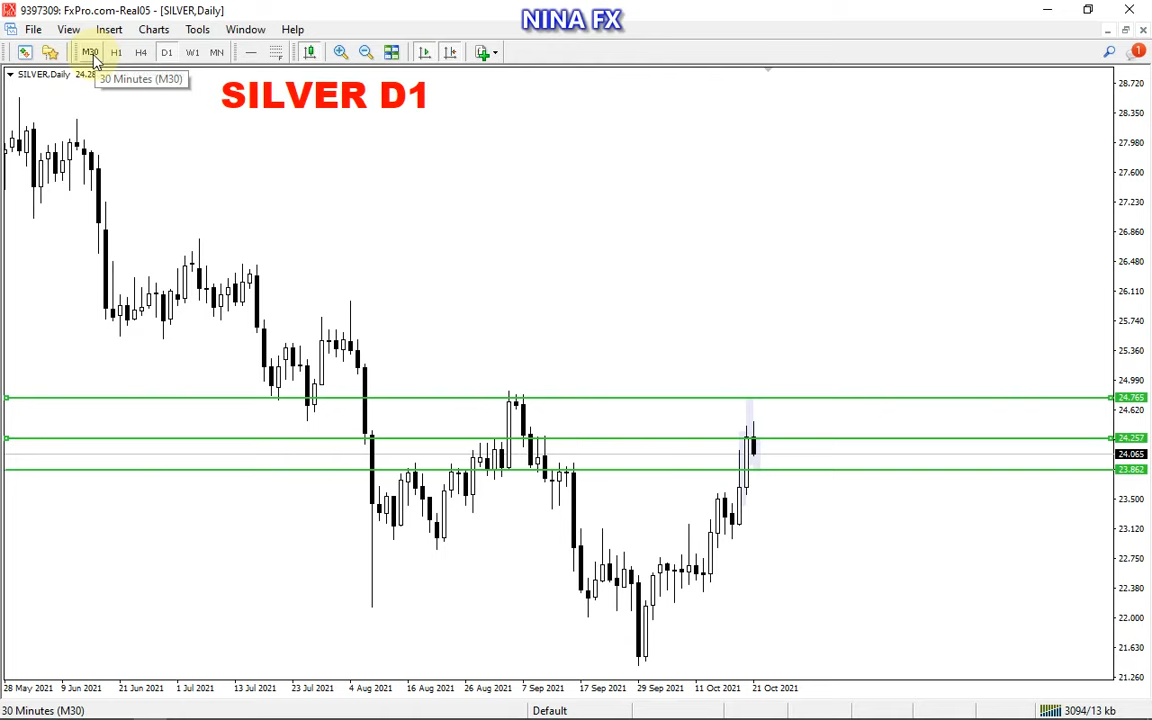 9397309: FxPro.com-Real05 - [SILVER,Daily]
NINA FX
File View Insert Charts Tools Window Help
M30 H1 H4 D1 W1 MN
1
SILVER,Daily 24.28
30 Minutes (M30)
SILVER D1
28.720
28.350
27.980
27.600
27.230
26.860
26.480
26.110
25.740
25.360
24.990
24.765
24.620
24.257
24.065
23.862
23.500
23.120
22.750
22.380
22.000
21.630
21.260
28 May 2021 9 Jun 2021 21 Jun 2021 1 Jul 2021 13 Jul 2021 23 Jul 2021 4 Aug 2021 16 Aug 2021 26 Aug 2021 7 Sep 2021 17 Sep 2021 29 Sep 2021 11 Oct 2021 21 Oct 2021
30 Minutes (M30) Default 3094/13 kb